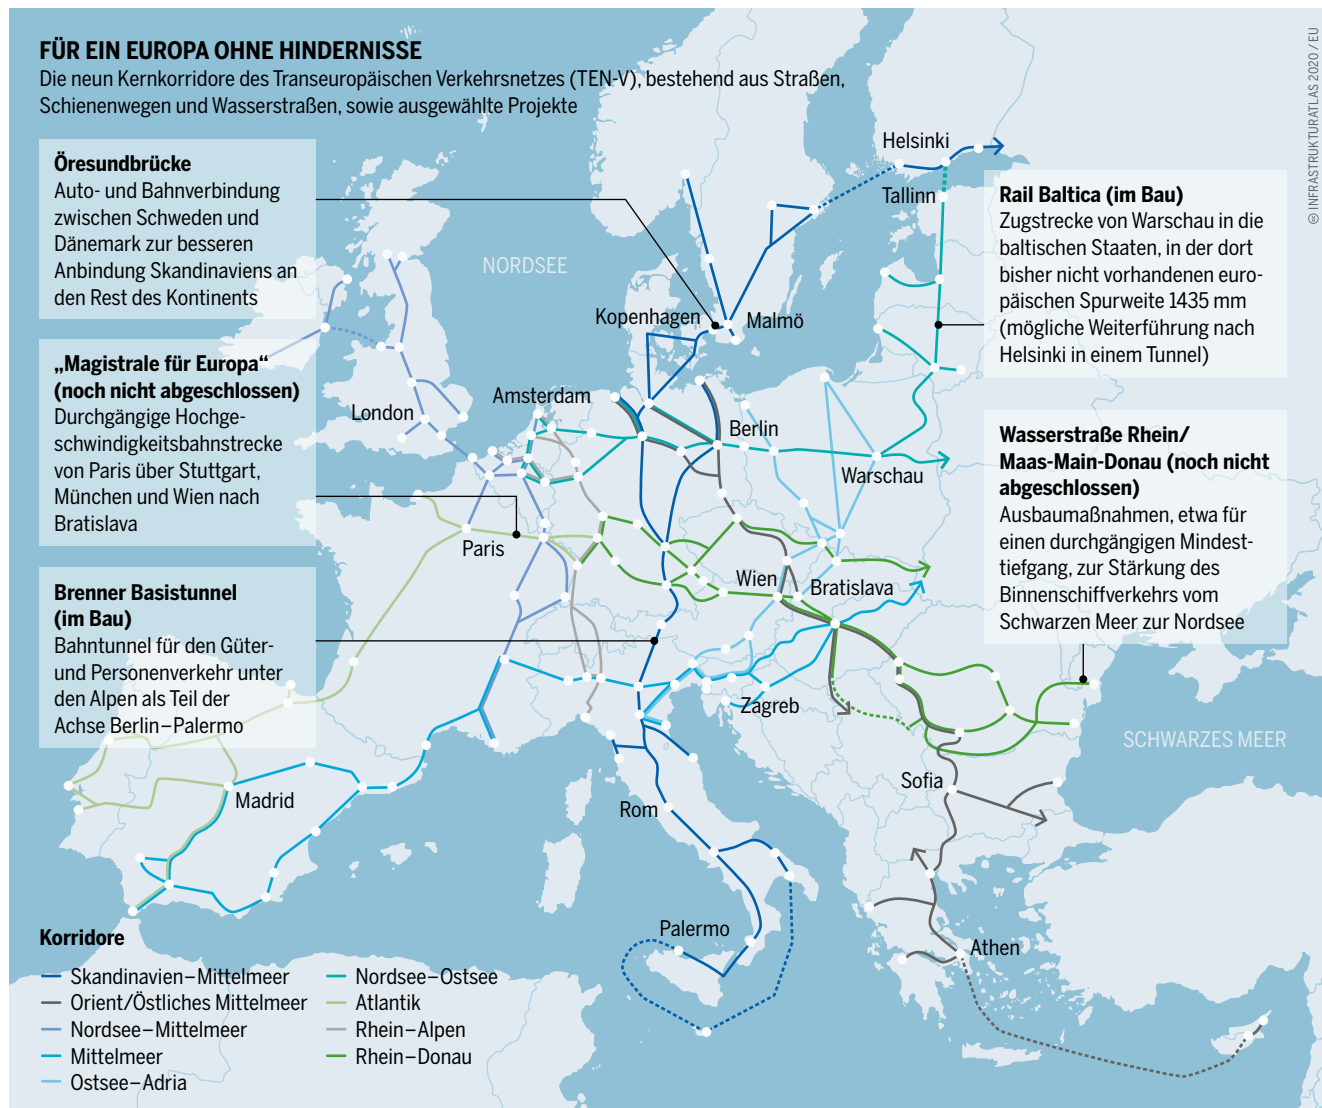 FÜR EIN EUROPA OHNE HINDERNISSE
Die neun Kernkorridore des Transeuropäischen Verkehrsnetzes (TEN-V), bestehend aus Straßen,
Schienenwegen und Wasserstraßen, sowie ausgewählte Projekte
Öresundbrücke
Auto- und Bahnverbindung
zwischen Schweden und
Dänemark zur besseren
Anbindung Skandinaviens an
den Rest des Kontinents
„Magistrale für Europa“
(noch nicht abgeschlossen)
Durchgängige Hochge-
schwindigkeitsbahnstrecke
von Paris über Stuttgart,
München und Wien nach
Bratislava
Brenner Basistunnel
(im Bau)
Bahntunnel für den Güter-
und Personenverkehr unter
den Alpen als Teil der
Achse Berlin–Palermo
Rail Baltica (im Bau)
Zugstrecke von Warschau in die
baltischen Staaten, in der dort
bisher nicht vorhandenen euro-
päischen Spurweite 1435 mm
(mögliche Weiterführung nach
Helsinki in einem Tunnel)
Wasserstraße Rhein/
Maas-Main-Donau (noch nicht
abgeschlossen)
Ausbaumaßnahmen, etwa für
einen durchgängigen Mindest-
tiefgang, zur Stärkung des
Binnenschiffverkehrs vom
Schwarzen Meer zur Nordsee
Helsinki
Tallinn
NORDSEE
Kopenhagen
Malmö
Amsterdam
London
Berlin
Warschau
Paris
Wien
Bratislava
Zagreb
SCHWARZES MEER
Sofia
Madrid
Rom
Palermo
Athen
Korridore
Skandinavien–Mittelmeer
Orient/Östliches Mittelmeer
Nordsee–Mittelmeer
Mittelmeer
Ostsee–Adria
Nordsee–Ostsee
Atlantik
Rhein–Alpen
Rhein–Donau
🅭 INFRASTRUKTURATLAS 2020 / EU